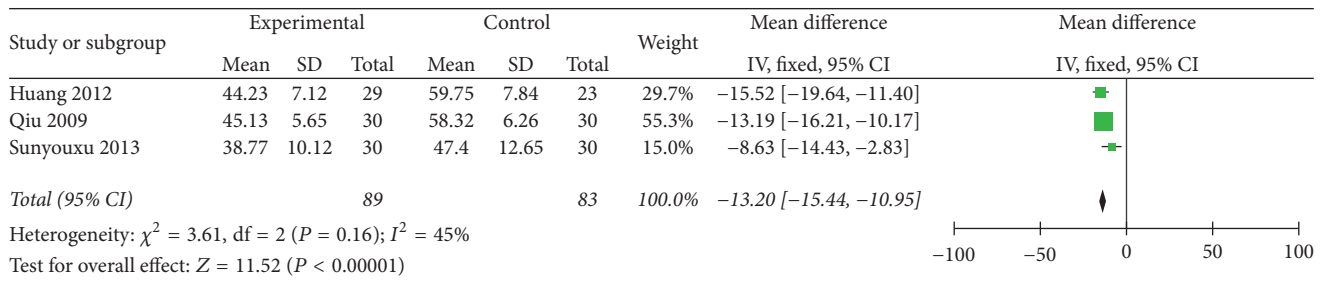 Study or subgroup Experimental Control Weight Mean difference Mean difference
Mean SD Total Mean SD Total IV, fixed, 95% CI IV, fixed, 95% CI
Huang 2012 44.23 7.12 29 59.75 7.84 23 29.7% −15.52 [−19.64, −11.40]
Qiu 2009 45.13 5.65 30 58.32 6.26 30 55.3% −13.19 [−16.21, −10.17]
Sunyouxu 2013 38.77 10.12 30 47.4 12.65 30 15.0% −8.63 [−14.43, −2.83]
Total (95% CI) 89 83 100.0% −13.20 [−15.44, −10.95]
Heterogeneity: χ² = 3.61, df = 2 (P = 0.16); I² = 45%
Test for overall effect: Z = 11.52 (P < 0.00001)
−100 −50 0 50 100